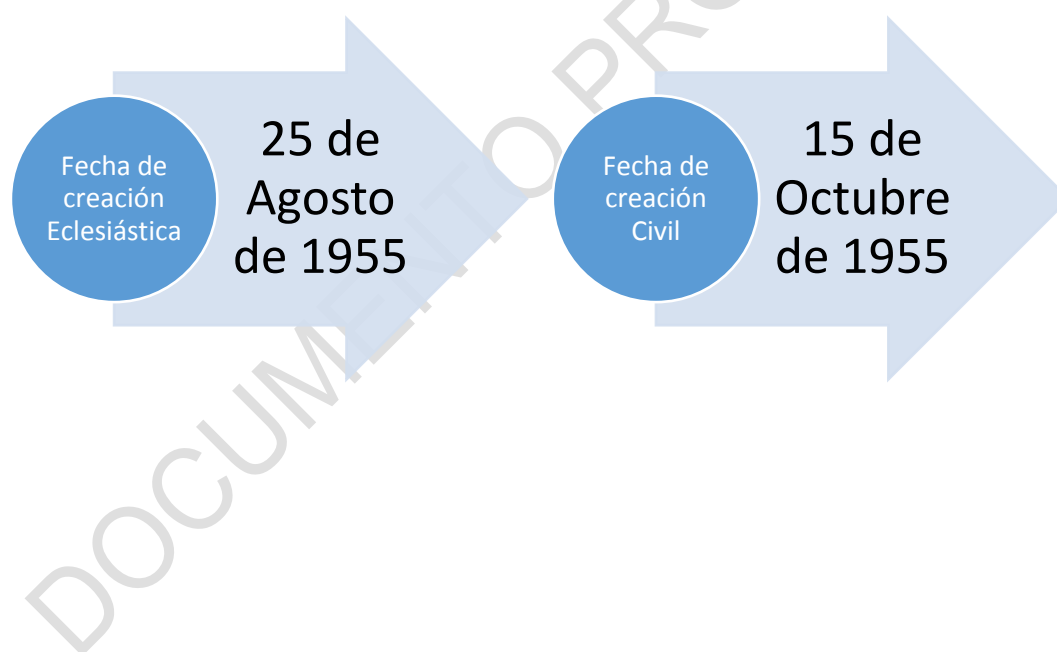 Fecha de
creación
Eclesiástica
25 de
Agosto
de 1955
Fecha de
creación
Civil
15 de
Octubre
de 1955
DOCUMENTO